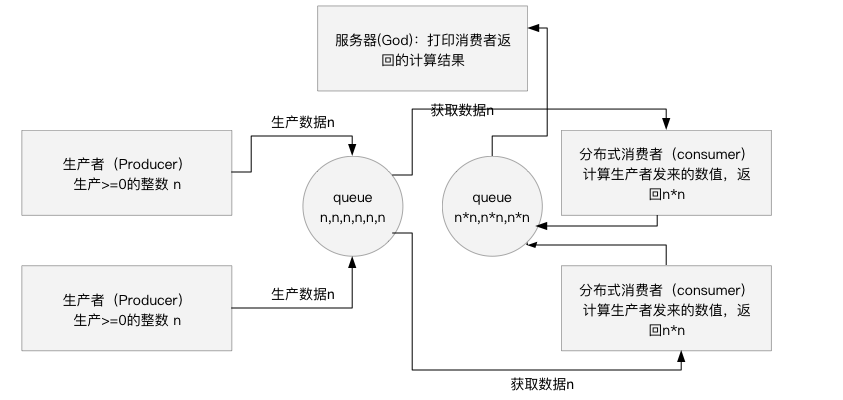 服务器(God)：打印消费者返
回的计算结果
获取数据n
生产数据n
生产者（Producer）
生产>=0的整数 n
queue
n,n,n,n,n,n
queue
n*n,n*n,n*n
分布式消费者（consumer）
计算生产者发来的数值，返
回n*n
生产者（Producer）
生产>=0的整数 n
生产数据n
分布式消费者（consumer）
计算生产者发来的数值，返
回n*n
获取数据n